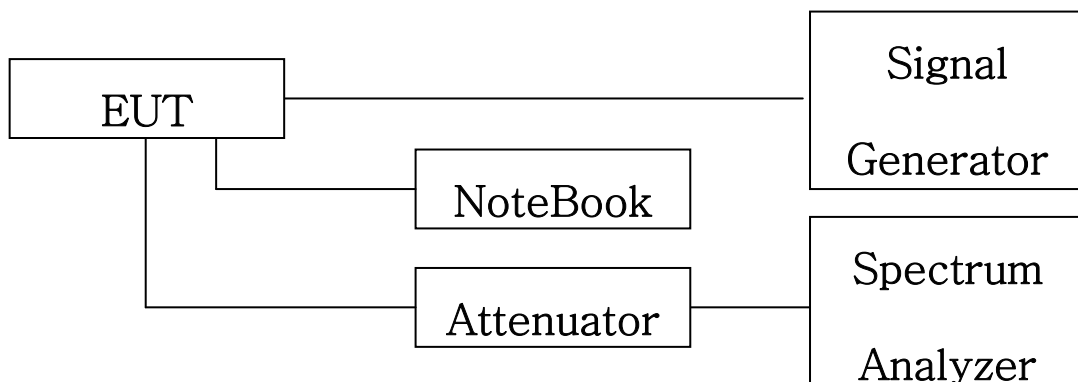 EUT
Signal
Generator
NoteBook
Attenuator
Spectrum
Analyzer